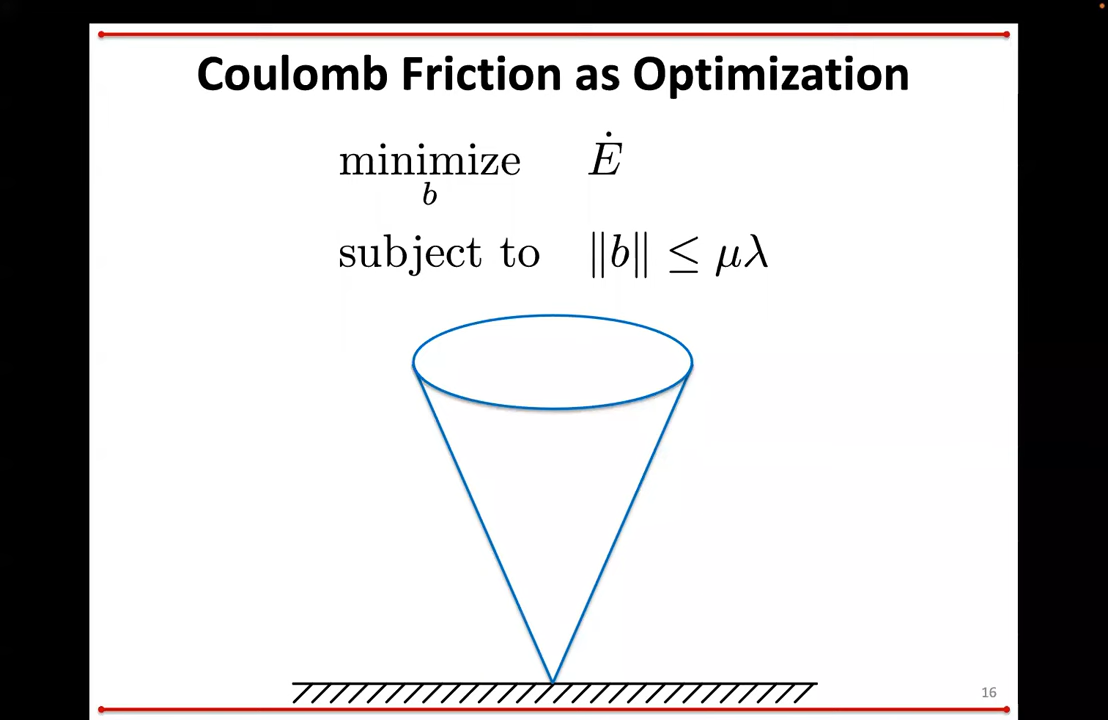 Coulomb Friction as Optimization
minimize Ė
b
subject to ‖b‖ ≤ μλ
16